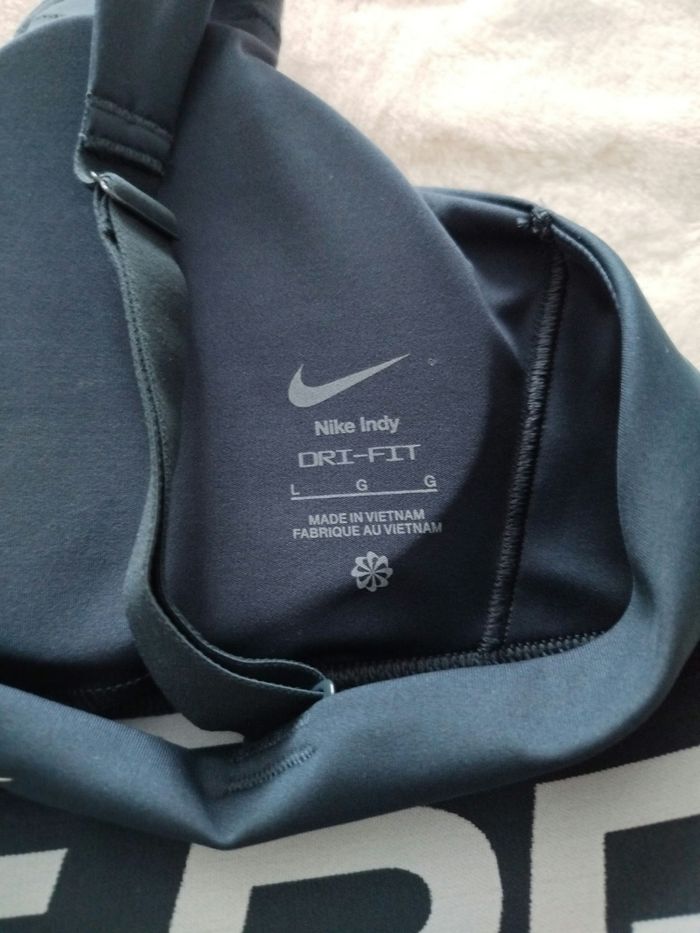 Nike Indy
DRI-FIT
L G G
MADE IN VIETNAM
FABRIQUE AU VIETNAM